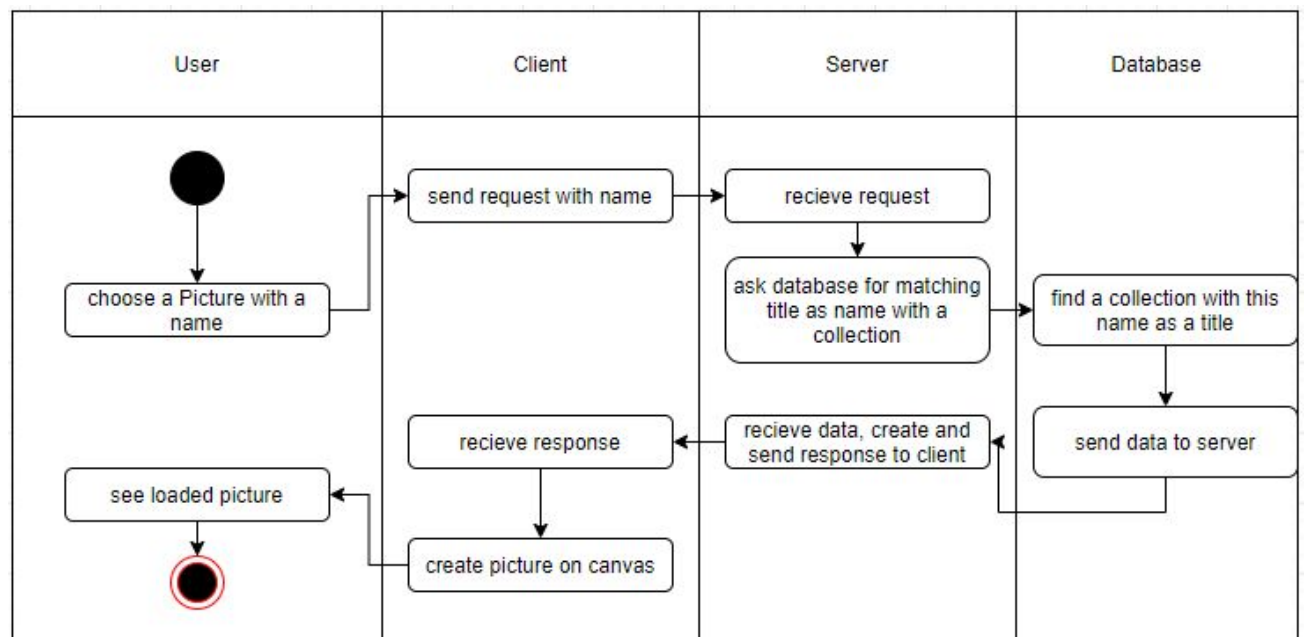 User
Client
Server
Database
send request with name
recieve request
choose a Picture with a
name
ask database for matching
title as name with a
collection
find a collection with this
name as a title
recieve response
recieve data, create and
send response to client
send data to server
see loaded picture
create picture on canvas